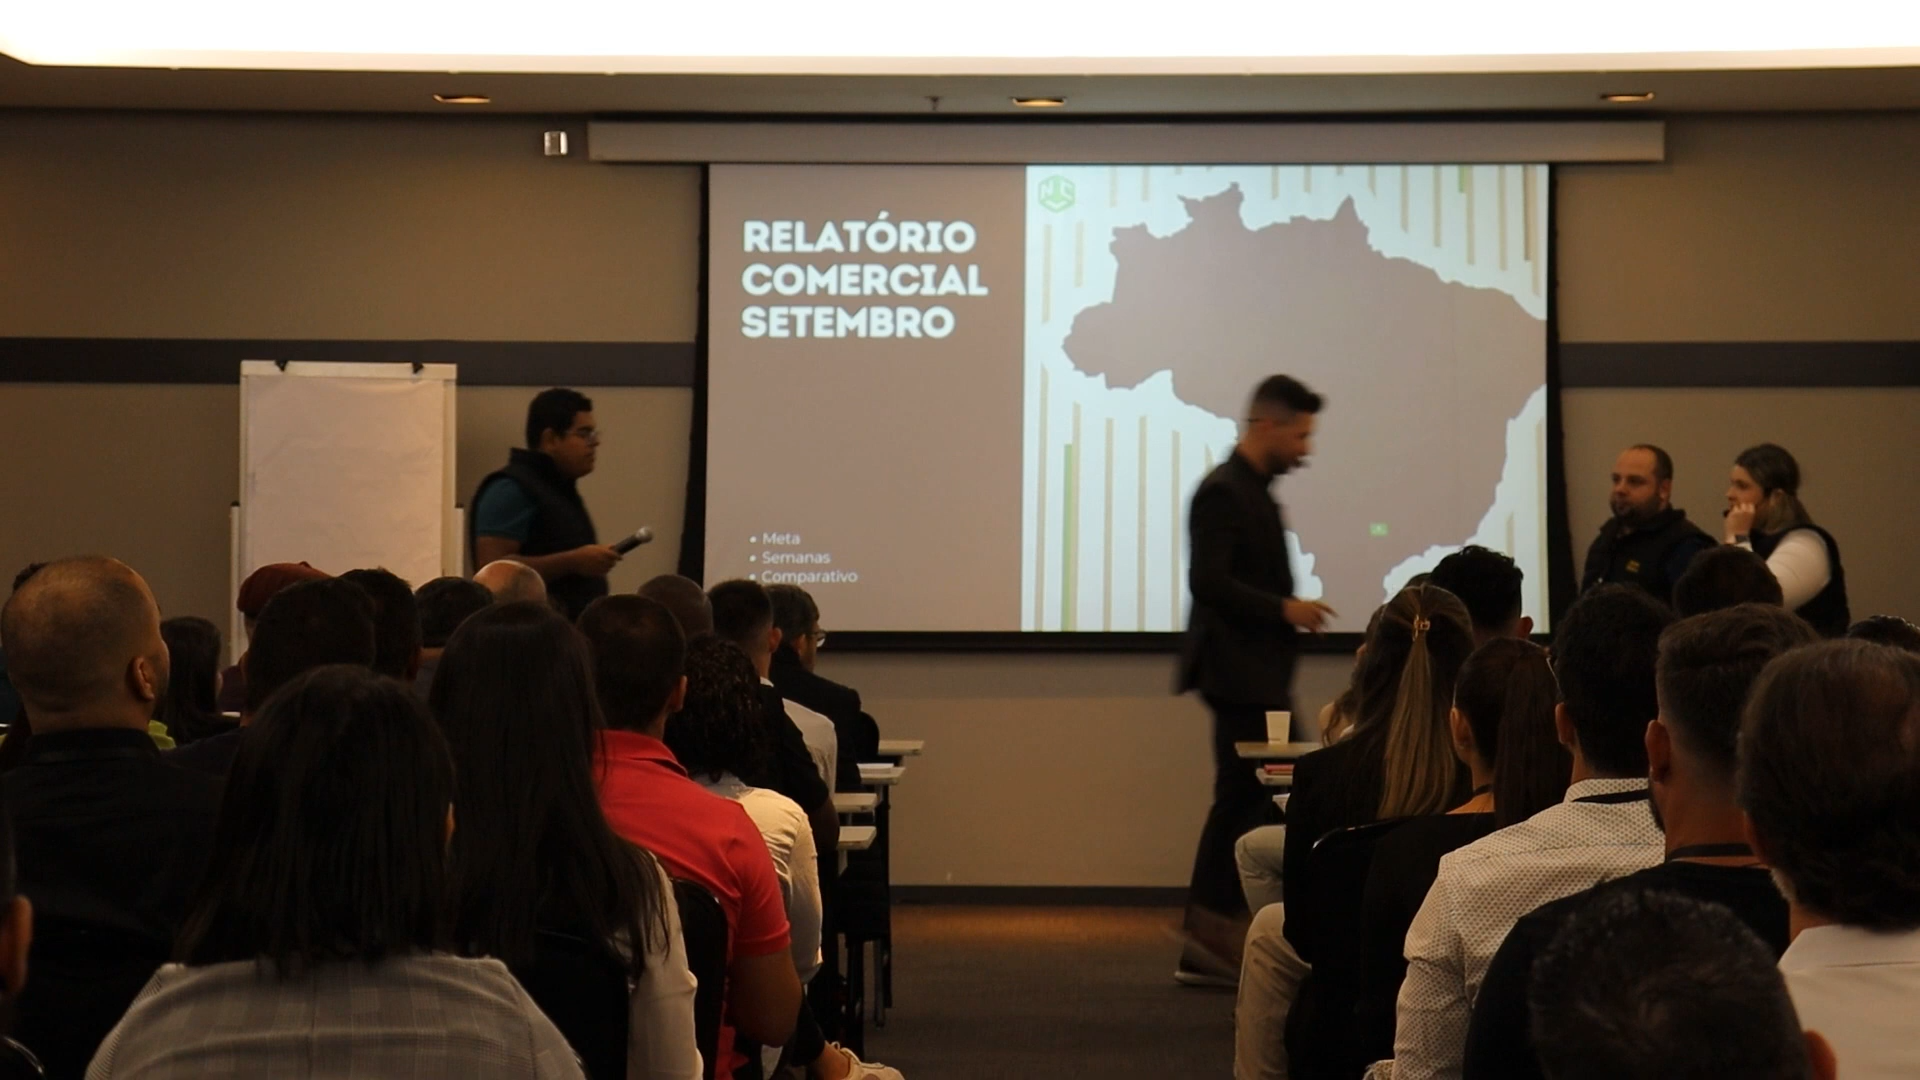 RELATÓRIO
COMERCIAL
SETEMBRO
• Meta
• Semanas
• Comparativo